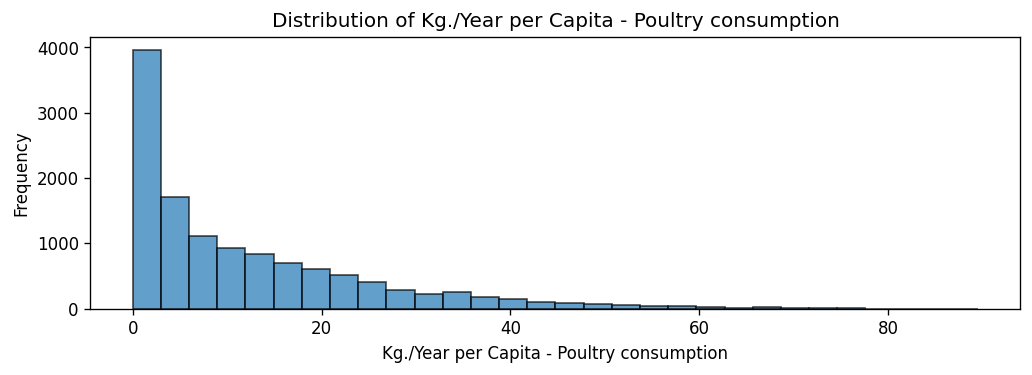 Distribution of Kg./Year per Capita - Poultry consumption
4000
3000
2000
1000
0
Frequency
0 20 40 60 80
Kg./Year per Capita - Poultry consumption